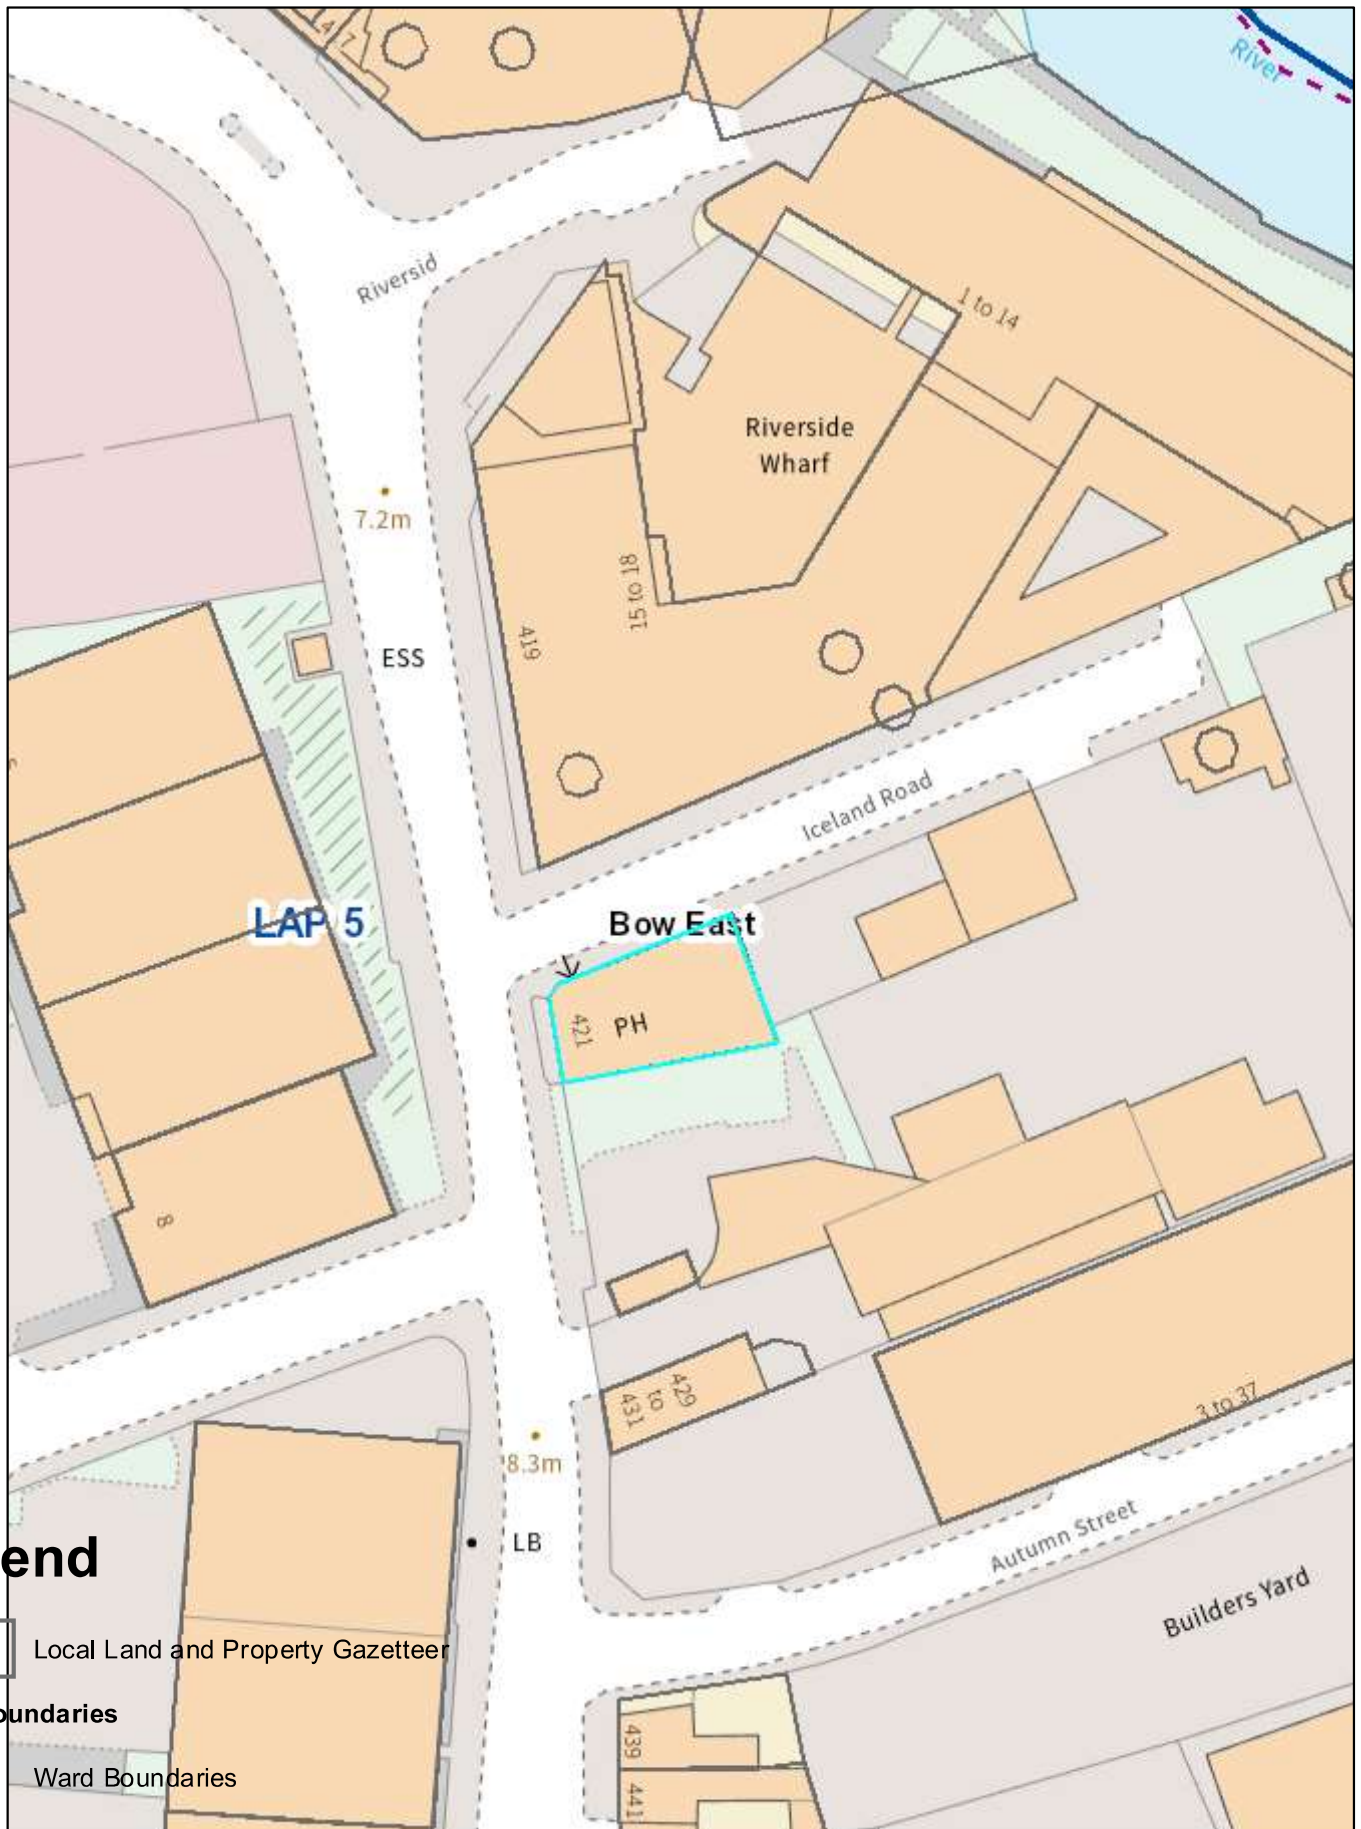 47
River
Riversid
1 to 14
Riverside
Wharf
7.2m
15 to 18
419
ESS
Iceland Road
LAP 5
Bow East
421
PH
8
429
to
431
3 to 37
8.3m
LB
Autumn Street
Builders Yard
end
Local Land and Property Gazetteer
oundaries
Ward Boundaries
439
441